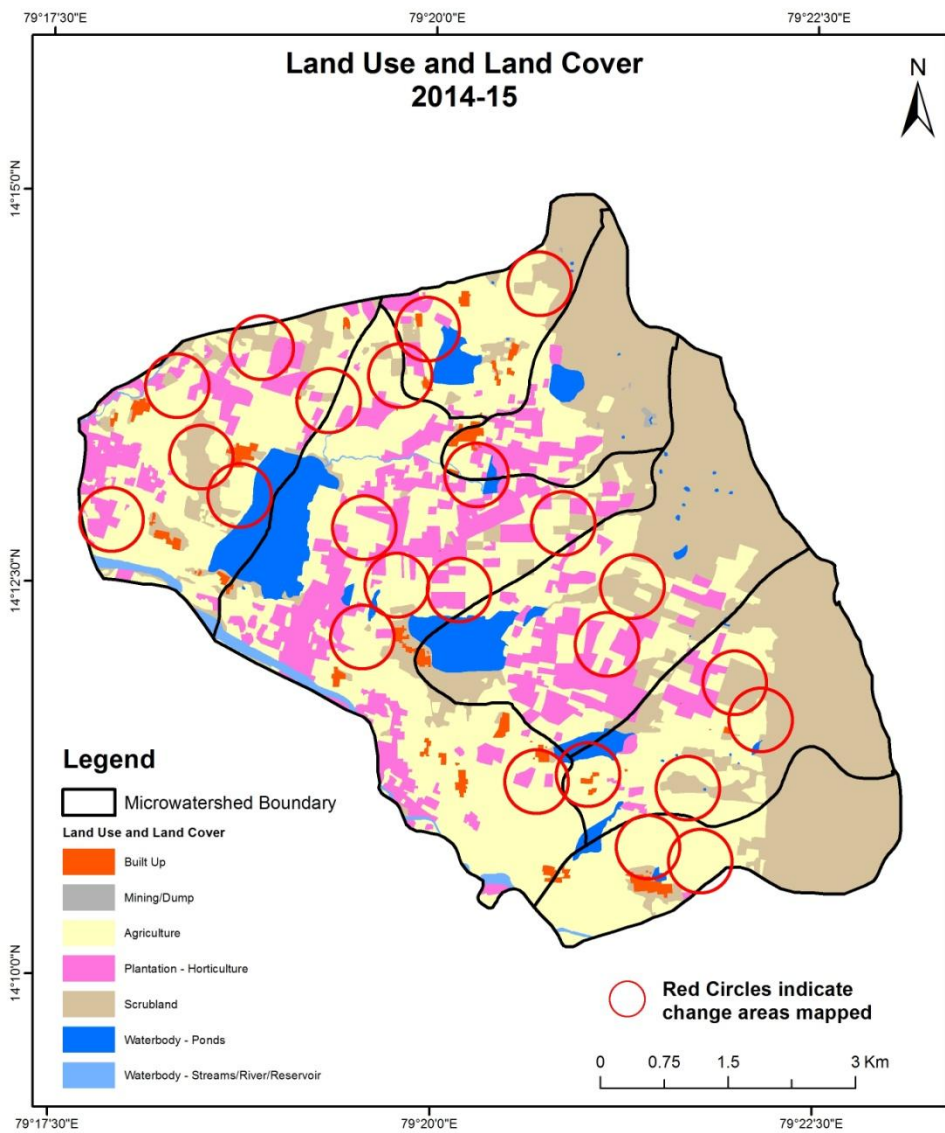 79°17'30"E 79°20'0"E 79°22'30"E
Land Use and Land Cover
2014-15
N
14°15'0"N
14°12'30"N
14°10'0"N
Legend
Microwatershed Boundary
Land Use and Land Cover
Built Up
Mining/Dump
Agriculture
Plantation - Horticulture
Scrubland
Waterbody - Ponds
Waterbody - Streams/River/Reservoir
Red Circles indicate
change areas mapped
0 0.75 1.5 3 Km
79°17'30"E 79°20'0"E 79°22'30"E